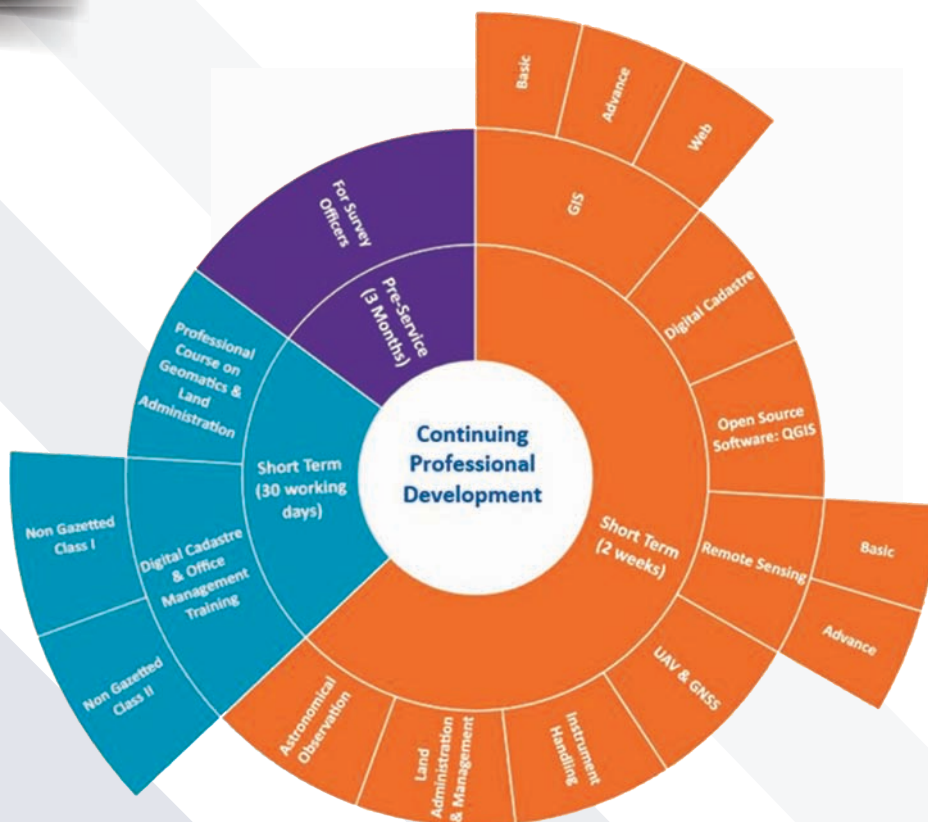 Continuing
Professional
Development
Pre-Service
(3 Months)
For Survey
Officers
Short Term
(2 weeks)
GIS
Basic
Advance
Web
Digital Cadastre
Open Source
Software: QGIS
Remote Sensing
Basic
Advance
UAV & GNSS
Instrument
Handling
Land
Administration
& Management
Astronomical
Observation
Short Term
(30 working
days)
Digital Cadastre
& Office
Management
Training
Non Gazetted
Class II
Non Gazetted
Class I
Professional
Course on
Geomatics &
Land
Administration